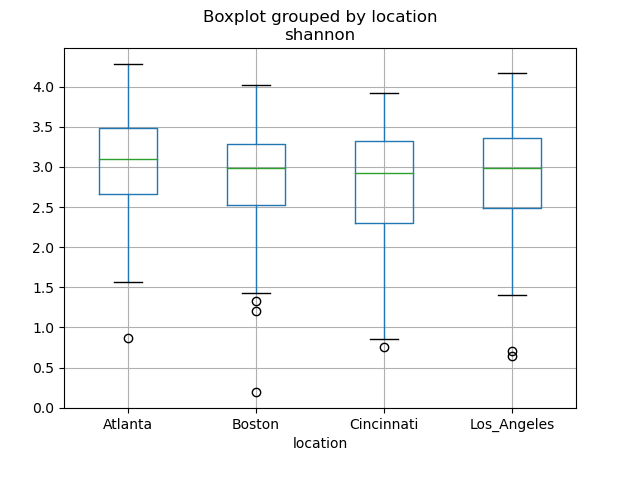 Boxplot grouped by location
shannon
4.0
3.5
3.0
2.5
2.0
1.5
1.0
0.5
0.0
Atlanta Boston Cincinnati Los_Angeles
location